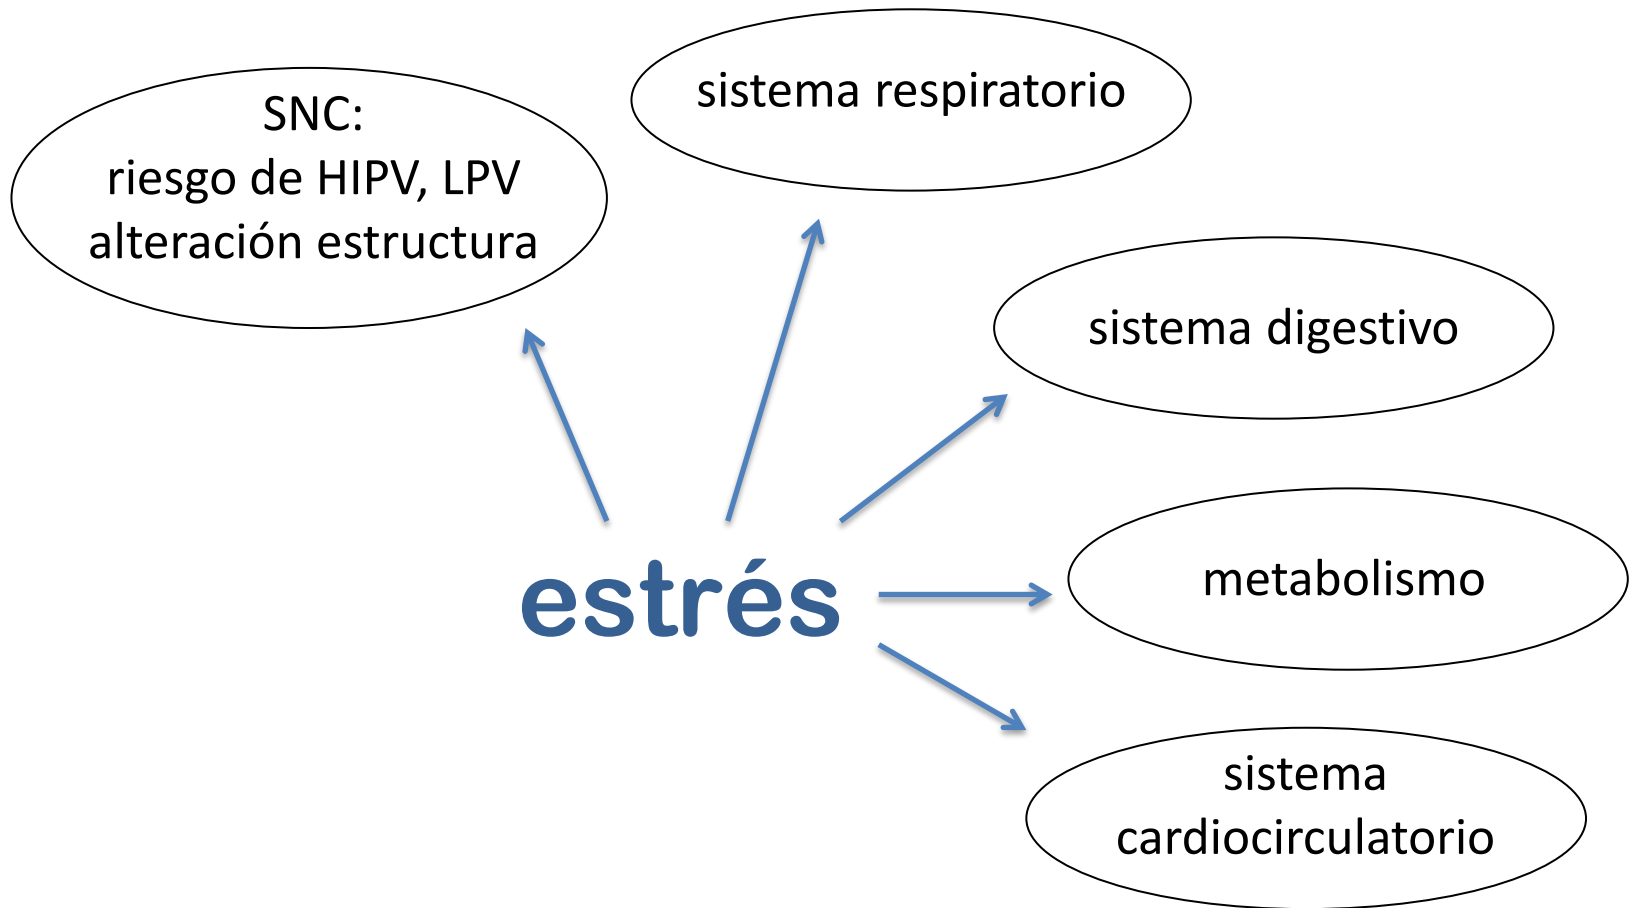 SNC:
riesgo de HIPV, LPV
alteración estructura
sistema respiratorio
sistema digestivo
estrés
metabolismo
sistema
cardiocirculatorio